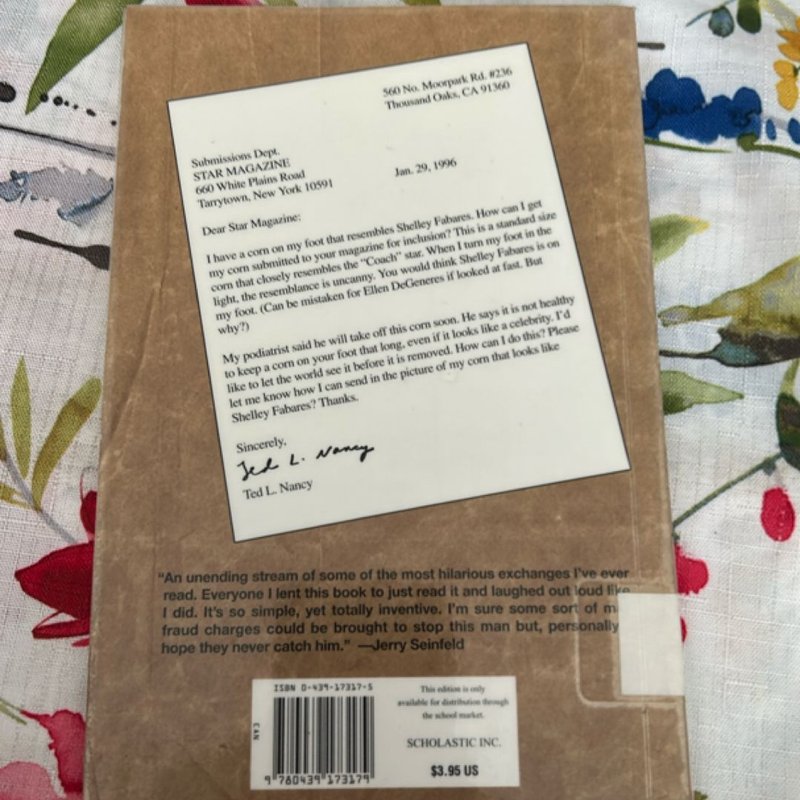 560 No. Moorpark Rd. #236
Thousand Oaks, CA 91360
Submissions Dept.
STAR MAGAZINE
660 White Plains Road
Tarrytown, New York 10591
Jan. 29, 1996
Dear Star Magazine:
I have a corn on my foot that resembles Shelley Fabares. How can I get
my corn submitted to your magazine for inclusion? This is a standard size
corn that closely resembles the "Coach" star. When I turn my foot in the
light, the resemblance is uncanny. You would think Shelley Fabares is on
my foot. (Can be mistaken for Ellen DeGeneres if looked at fast. But
why?)
My podiatrist said he will take off this corn soon. He says it is not healthy
to keep a corn on your foot that long, even if it looks like a celebrity. I'd
like to let the world see it before it is removed. How can I do this? Please
let me know how I can send in the picture of my corn that looks like
Shelley Fabares? Thanks.
Sincerely,
Ted L. Nancy
Ted L. Nancy
"An unending stream of some of the most hilarious exchanges I've ever
read. Everyone I lent this book to just read it and laughed out loud like
I did. It's so simple, yet totally inventive. I'm sure some sort of
fraud charges could be brought to stop this man but, personally
hope they never catch him." —Jerry Seinfeld
ISBN 0-439-17317-5
CAN
9 780439 173179
This edition is only
available for distribution through
the school market.
SCHOLASTIC INC.
$3.95 US